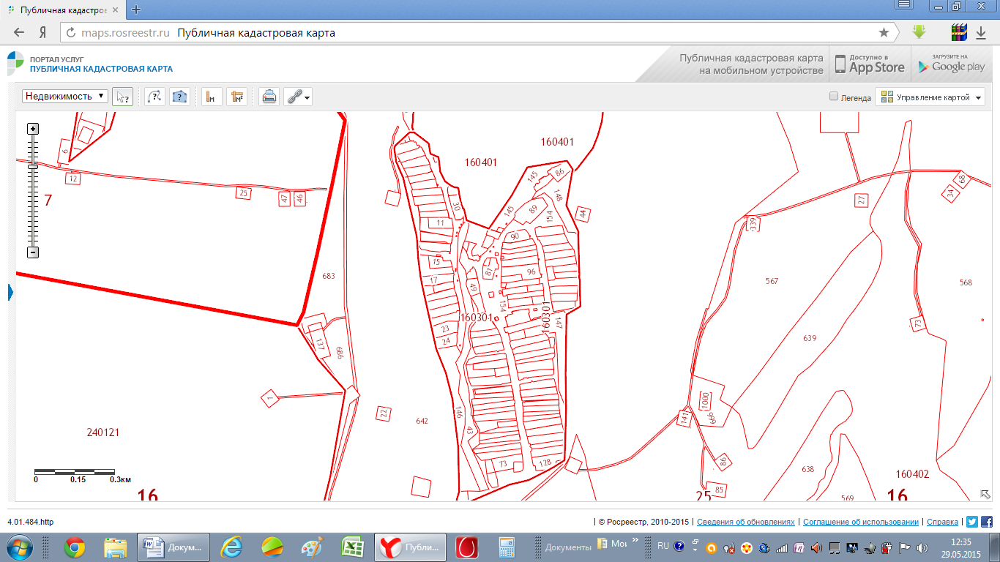 Публичная кадастров
maps.rosreestr.ru Публичная кадастровая карта
ПОРТАЛ УСЛУГ
ПУБЛИЧНАЯ КАДАСТРОВАЯ КАРТА
Публичная кадастровая карта
на мобильном устройстве
Доступно в
App Store
ЗАГРУЗИТЕ НА
Google play
Недвижимость
Легенда
Управление картой
160401
160401
6
12
25
47
46
7
145
86
148
145
89
154
44
30
11
90
15
17
81
96
49
154
683
160301
160301
147
23
24
137
686
1
22
642
146
43
73
128
240121
0 0.15 0.3км
16
68
34
27
339
567
568
73
639
1000
999
141
86
85
638
569
160402
25
16
4.01.484.http
| © Росреестр, 2010-2015 | Сведения об обновлениях | Соглашение об использовании | Справка |
Докум...
Публи...
Документы
Мои
»
RU
12:35
29.05.2015